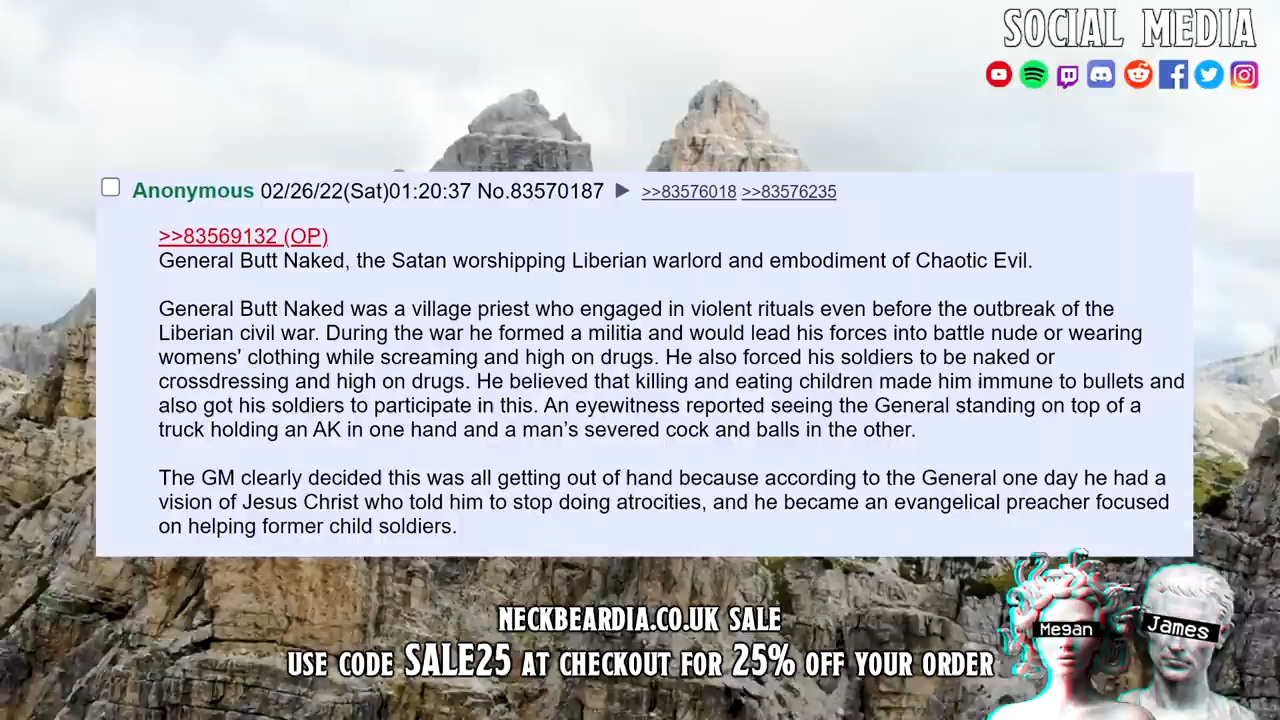 SOCIAL MEDIA
Anonymous 02/26/22(Sat)01:20:37 No.83570187 ▶ >>83576018 >>83576235
>>83569132 (OP)
General Butt Naked, the Satan worshipping Liberian warlord and embodiment of Chaotic Evil.
General Butt Naked was a village priest who engaged in violent rituals even before the outbreak of the
Liberian civil war. During the war he formed a militia and would lead his forces into battle nude or wearing
womens' clothing while screaming and high on drugs. He also forced his soldiers to be naked or
crossdressing and high on drugs. He believed that killing and eating children made him immune to bullets and
also got his soldiers to participate in this. An eyewitness reported seeing the General standing on top of a
truck holding an AK in one hand and a man’s severed cock and balls in the other.
The GM clearly decided this was all getting out of hand because according to the General one day he had a
vision of Jesus Christ who told him to stop doing atrocities, and he became an evangelical preacher focused
on helping former child soldiers.
NECKBEARDIA.CO.UK SALE
USE CODE SALE25 AT CHECKOUT FOR 25% OFF YOUR ORDER
Megan
James